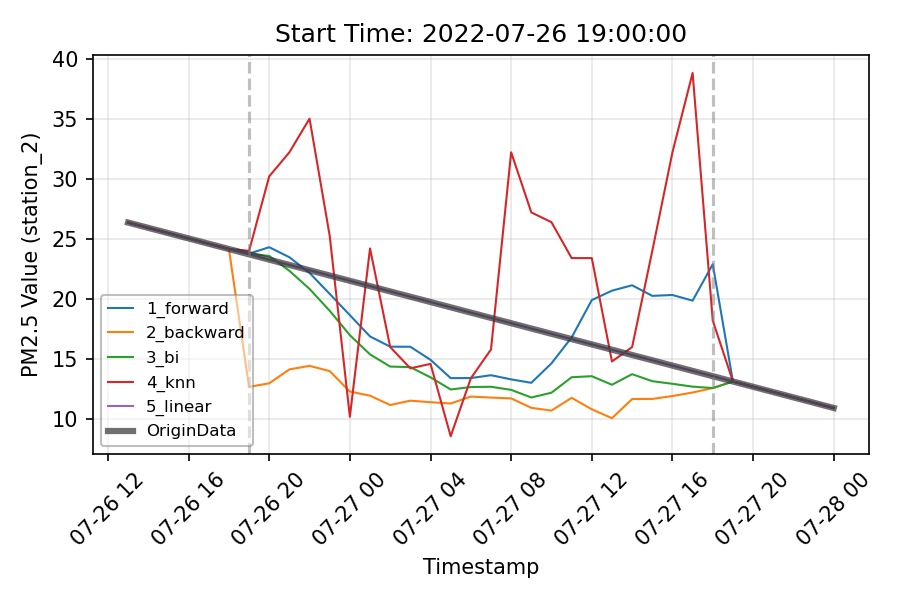 Start Time: 2022-07-26 19:00:00
PM2.5 Value (station_2)
40
35
30
25
20
15
10
1_forward
2_backward
3_bi
4_knn
5_linear
OriginData
07-26 12
07-26 16
07-26 20
07-27 00
07-27 04
07-27 08
07-27 12
07-27 16
07-27 20
07-28 00
Timestamp